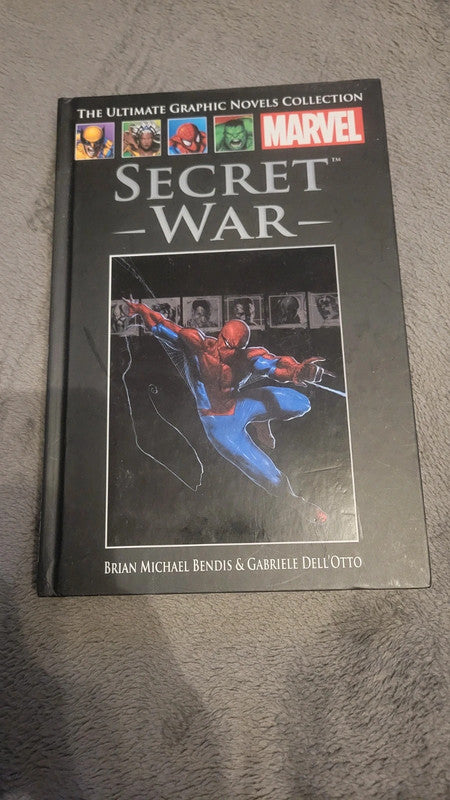 THE ULTIMATE GRAPHIC NOVELS COLLECTION
MARVEL
SECRET™
–WAR–
BRIAN MICHAEL BENDIS & GABRIELE DELL'OTTO